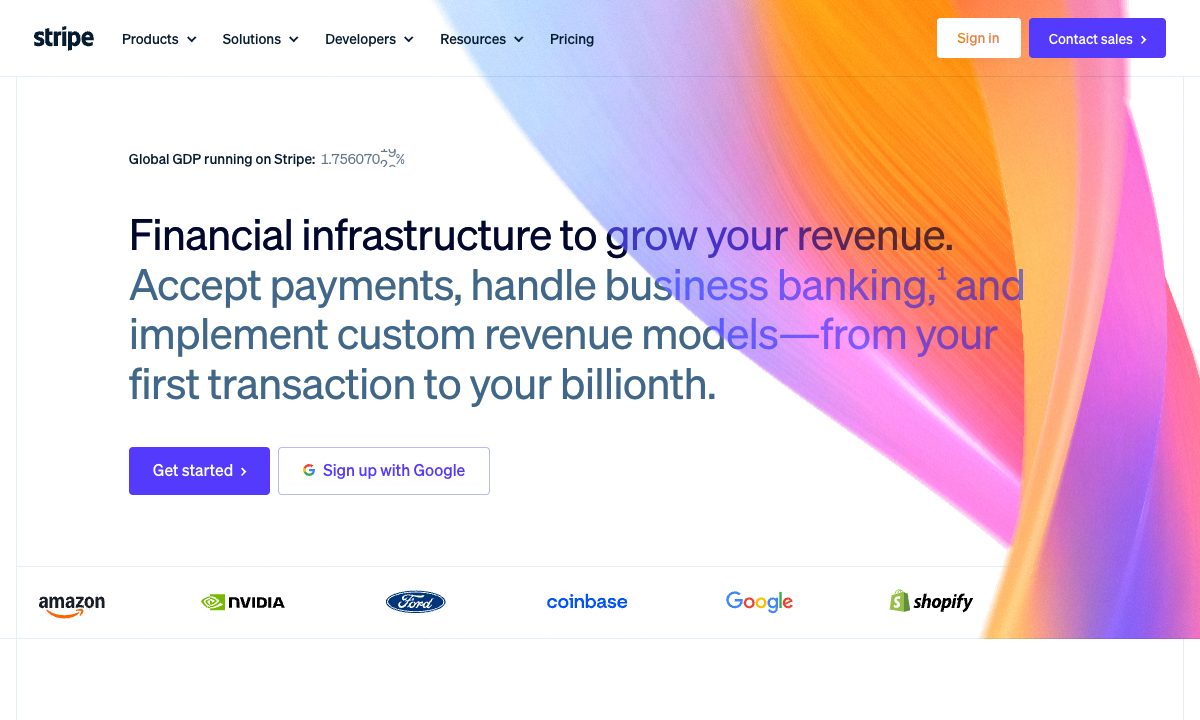 stripe
Products
Solutions
Developers
Resources
Pricing
Sign in
Contact sales
Global GDP running on Stripe: 1.756070 %
Financial infrastructure to grow your revenue.
Accept payments, handle business banking,¹ and
implement custom revenue models—from your
first transaction to your billionth.
Get started
Sign up with Google
amazon
NVIDIA
Ford
coinbase
Google
shopify